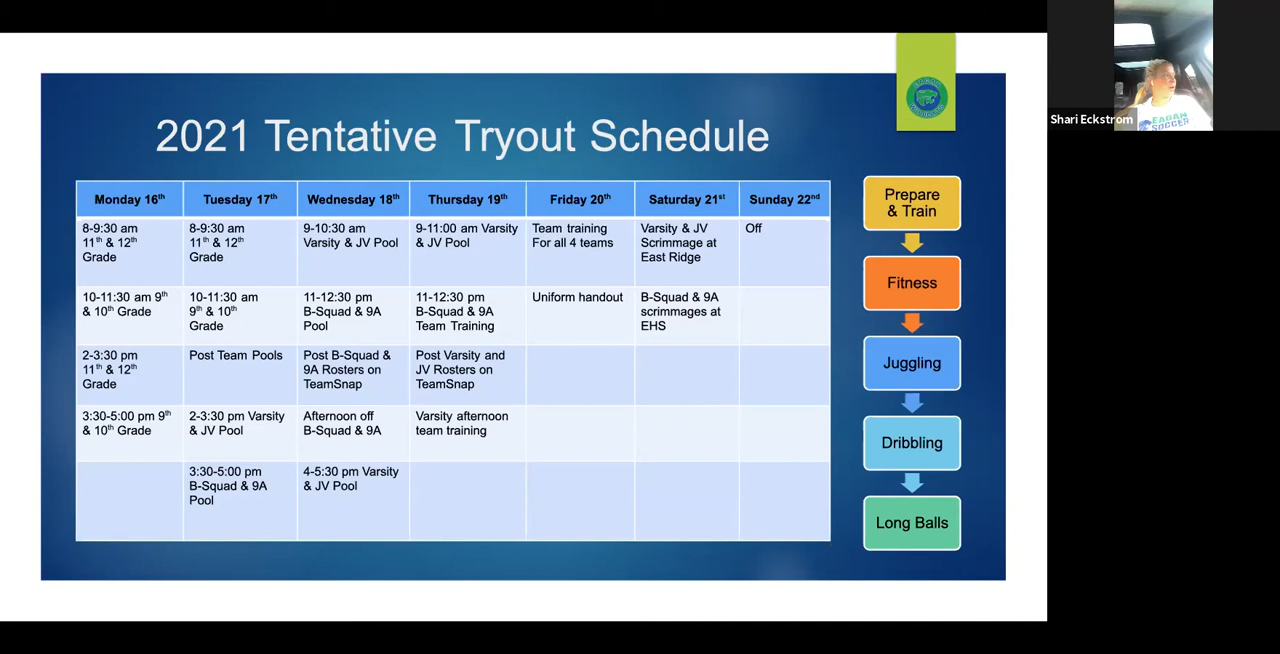 2021 Tentative Tryout Schedule
Monday 16th
Tuesday 17th
Wednesday 18th
Thursday 19th
Friday 20th
Saturday 21st
Sunday 22nd
8-9:30 am
11th & 12th
Grade
8-9:30 am
11th & 12th
Grade
9-10:30 am
Varsity & JV Pool
9-11:00 am Varsity
& JV Pool
Team training
For all 4 teams
Varsity & JV
Scrimmage at
East Ridge
Off
10-11:30 am 9th
& 10th Grade
10-11:30 am
9th & 10th
Grade
11-12:30 pm
B-Squad & 9A
Pool
11-12:30 pm
B-Squad & 9A
Team Training
Uniform handout
B-Squad & 9A
scrimmages at
EHS
2-3:30 pm
11th & 12th
Grade
Post Team Pools
Post B-Squad &
9A Rosters on
TeamSnap
Post Varsity and
JV Rosters on
TeamSnap
3:30-5:00 pm 9th
& 10th Grade
2-3:30 pm Varsity
& JV Pool
Afternoon off
B-Squad & 9A
Varsity afternoon
team training
3:30-5:00 pm
B-Squad & 9A
Pool
4-5:30 pm Varsity
& JV Pool
Prepare
& Train
Fitness
Juggling
Dribbling
Long Balls
Shari Eckstrom
EAGAN
SOCCER